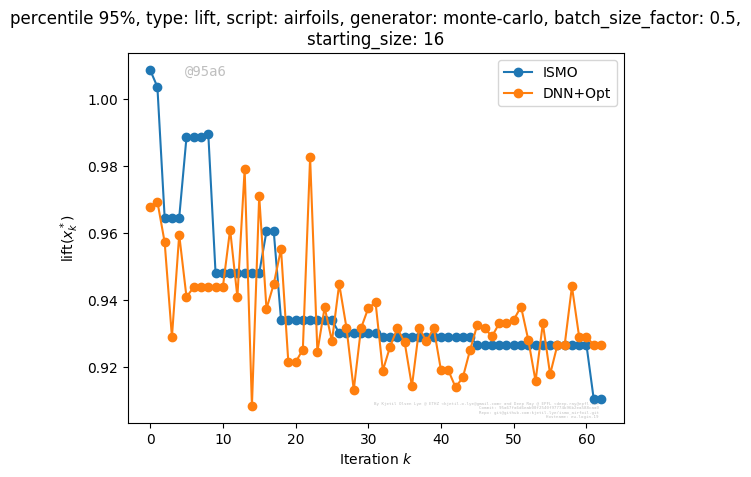 percentile 95%, type: lift, script: airfoils, generator: monte-carlo, batch_size_factor: 0.5,
starting_size: 16
@95a6
ISMO
DNN+Opt
lift(x_k^*)
1.00
0.98
0.96
0.94
0.92
0
10
20
30
40
50
60
Iteration k